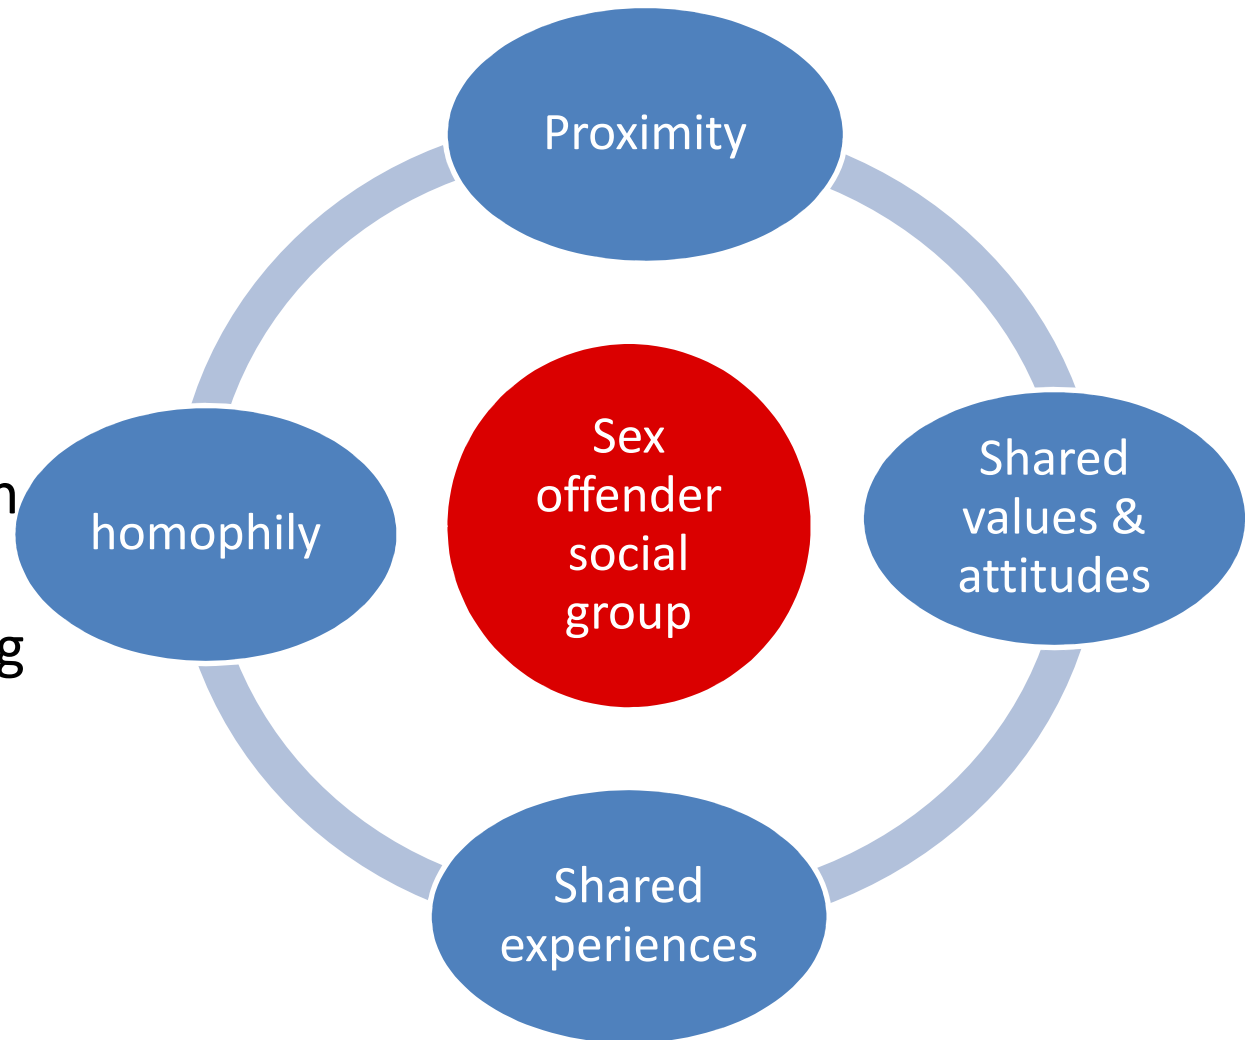 Proximity
Sex
offender
social
group
Shared
values &
attitudes
n
homophily
g
Shared
experiences